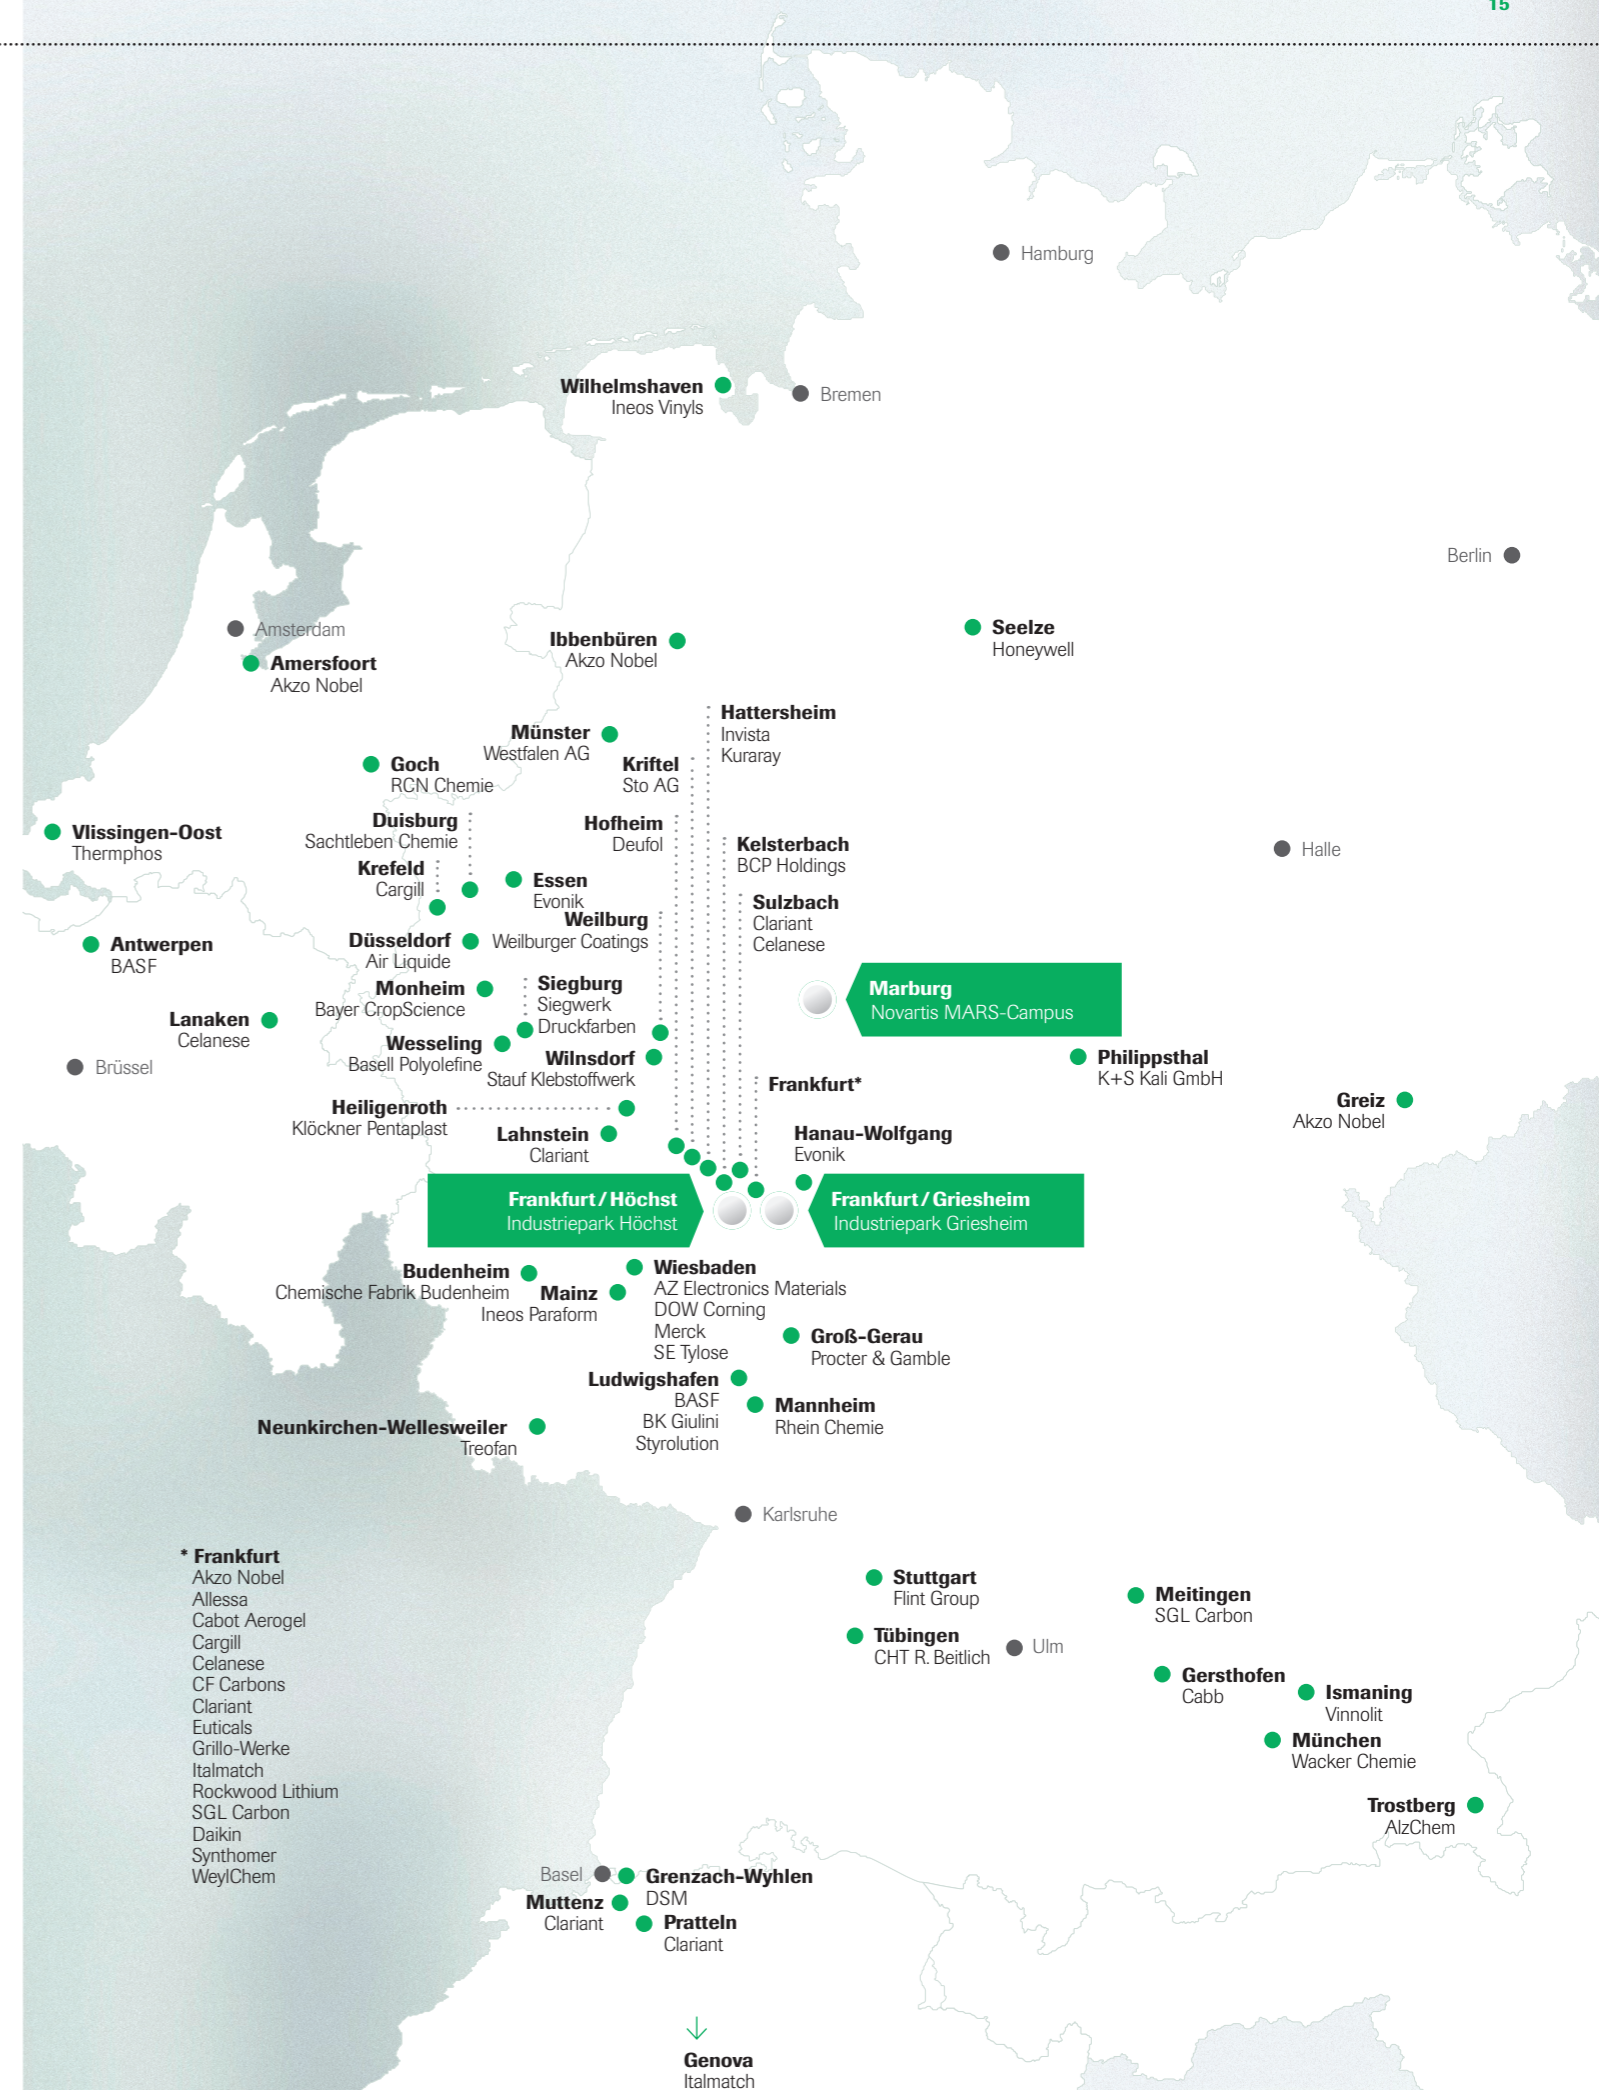 15
Hamburg
Wilhelmshaven
Ineos Vinyls
Bremen
Berlin
Amsterdam
Amersfoort
Akzo Nobel
Ibbenbüren
Akzo Nobel
Seelze
Honeywell
Hattersheim
Invista
Kuraray
Münster
Westfalen AG
Goch
RCN Chemie
Kriftel
Sto AG
Vlissingen-Oost
Thermphos
Duisburg
Sachtleben Chemie
Hofheim
Deufol
Kelsterbach
BCP Holdings
Halle
Krefeld
Cargill
Essen
Evonik
Sulzbach
Clariant
Celanese
Weilburg
Weilburger Coatings
Antwerpen
BASF
Düsseldorf
Air Liquide
Monheim
Bayer CropScience
Siegburg
Siegwerk
Druckfarben
Marburg
Novartis MARS-Campus
Lanaken
Celanese
Brüssel
Wesseling
Basell Polyolefine
Wilnsdorf
Stauf Klebstoffwerk
Philippsthal
K+S Kali GmbH
Frankfurt*
Greiz
Akzo Nobel
Heiligenroth
Klöckner Pentaplast
Lahnstein
Clariant
Hanau-Wolfgang
Evonik
Frankfurt / Höchst
Industriepark Höchst
Frankfurt / Griesheim
Industriepark Griesheim
Budenheim
Chemische Fabrik Budenheim
Mainz
Ineos Paraform
Wiesbaden
AZ Electronics Materials
DOW Corning
Merck
SE Tylose
Groß-Gerau
Procter & Gamble
Ludwigshafen
BASF
BK Giulini
Styrolution
Mannheim
Rhein Chemie
Neunkirchen-Wellesweiler
Treofan
Karlsruhe
* Frankfurt
Akzo Nobel
Allessa
Cabot Aerogel
Cargill
Celanese
CF Carbons
Clariant
Euticals
Grillo-Werke
Italmatch
Rockwood Lithium
SGL Carbon
Daikin
Synthomer
WeylChem
Stuttgart
Flint Group
Meitingen
SGL Carbon
Tübingen
CHT R. Beitlich
Ulm
Gersthofen
Cabb
Ismaning
Vinnolit
München
Wacker Chemie
Trostberg
AlzChem
Basel
Grenzach-Wyhlen
DSM
Muttenz
Clariant
Pratteln
Clariant
Genova
Italmatch